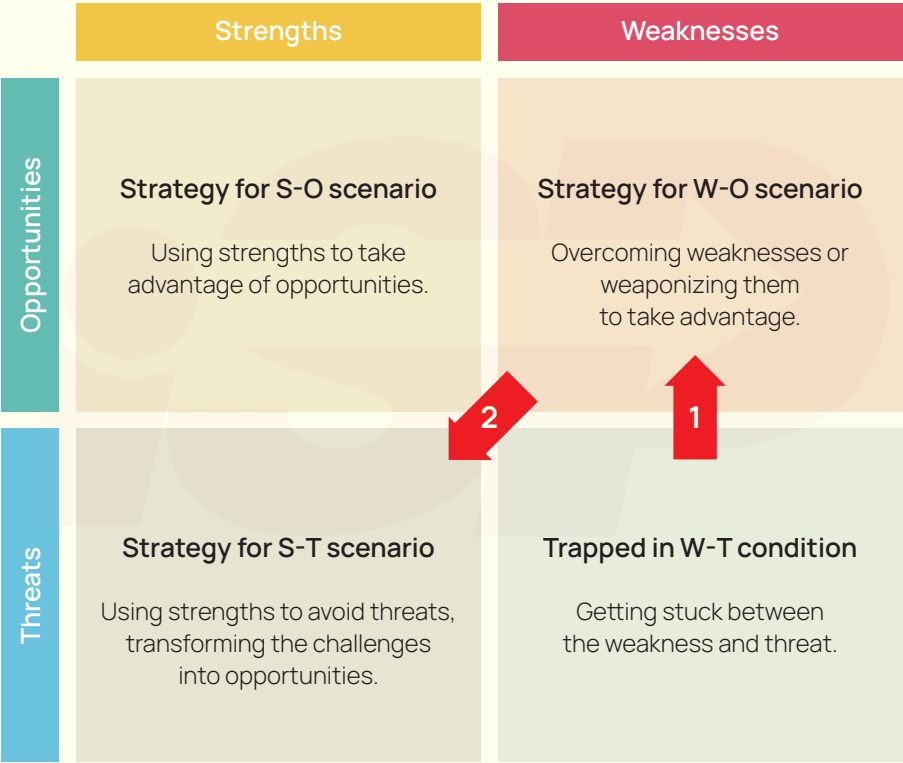 Strengths
Weaknesses
Opportunities
Strategy for S-O scenario
Using strengths to take
advantage of opportunities.
Strategy for W-O scenario
Overcoming weaknesses or
weaponizing them
to take advantage.
2
1
Threats
Strategy for S-T scenario
Using strengths to avoid threats,
transforming the challenges
into opportunities.
Trapped in W-T condition
Getting stuck between
the weakness and threat.